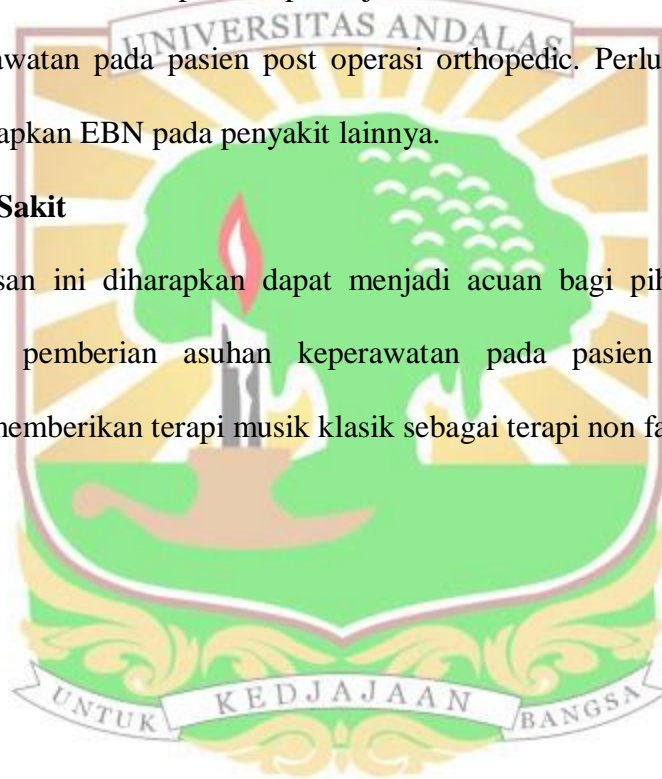 UNIVERSITAS ANDALAS
awatan pada pasien post operasi orthopedic. Perlu
apkan EBN pada penyakit lainnya.
Sakit
san ini diharapkan dapat menjadi acuan bagi pih
pemberian asuhan keperawatan pada pasien
memberikan terapi musik klasik sebagai terapi non fa
UNTUK KEDJAJAAN BANGSA